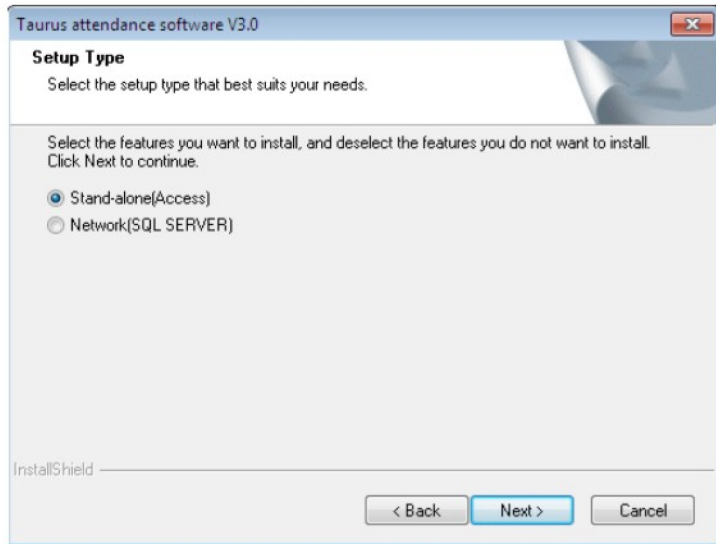 Taurus attendance software V3.0
Setup Type
Select the setup type that best suits your needs.
Select the features you want to install, and deselect the features you do not want to install.
Click Next to continue.
Stand-alone(Access)
Network(SQL SERVER)
InstallShield
< Back
Next >
Cancel